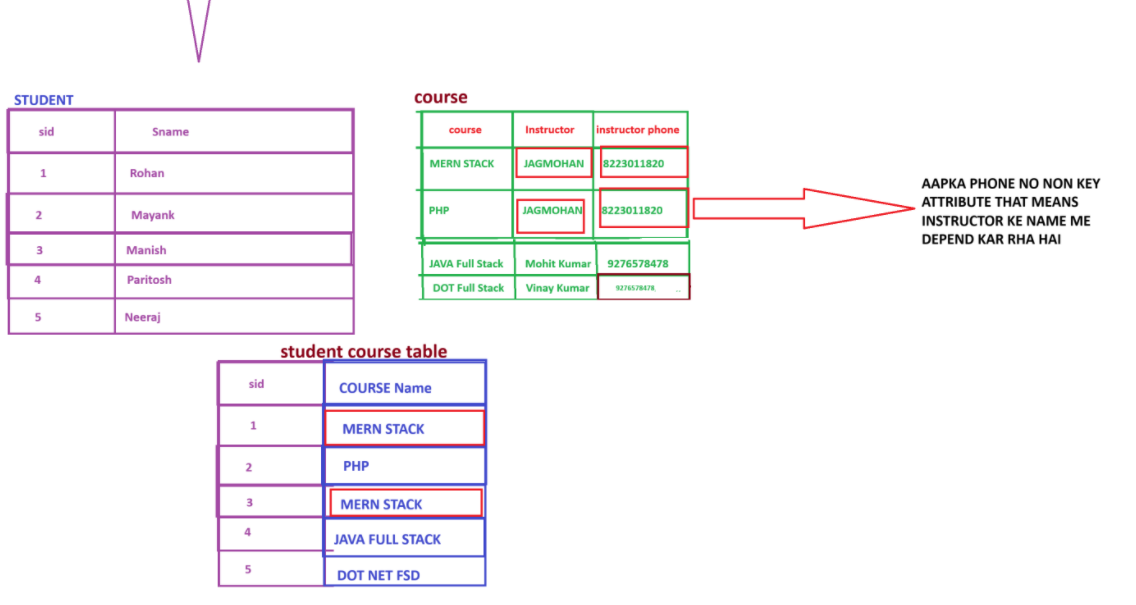 STUDENT
sid Sname
1 Rohan
2 Mayank
3 Manish
4 Paritosh
5 Neeraj
course
course Instructor instructor phone
MERN STACK JAGMOHAN 8223011820
PHP JAGMOHAN 8223011820
JAVA Full Stack Mohit Kumar 9276578478
DOT Full Stack Vinay Kumar 9276578478
AAPKA PHONE NO NON KEY
ATTRIBUTE THAT MEANS
INSTRUCTOR KE NAME ME
DEPEND KAR RHA HAI
student course table
sid COURSE Name
1 MERN STACK
2 PHP
3 MERN STACK
4 JAVA FULL STACK
5 DOT NET FSD